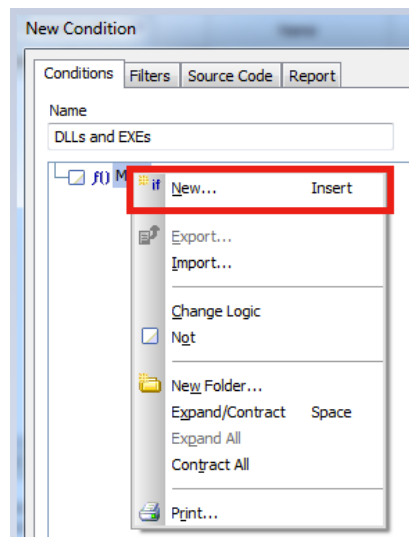 New Condition
Conditions Filters Source Code Report
Name
DLLs and EXEs
f() M
if New... Insert
Export...
Import...
Change Logic
Not
New Folder...
Expand/Contract Space
Expand All
Contract All
Print...